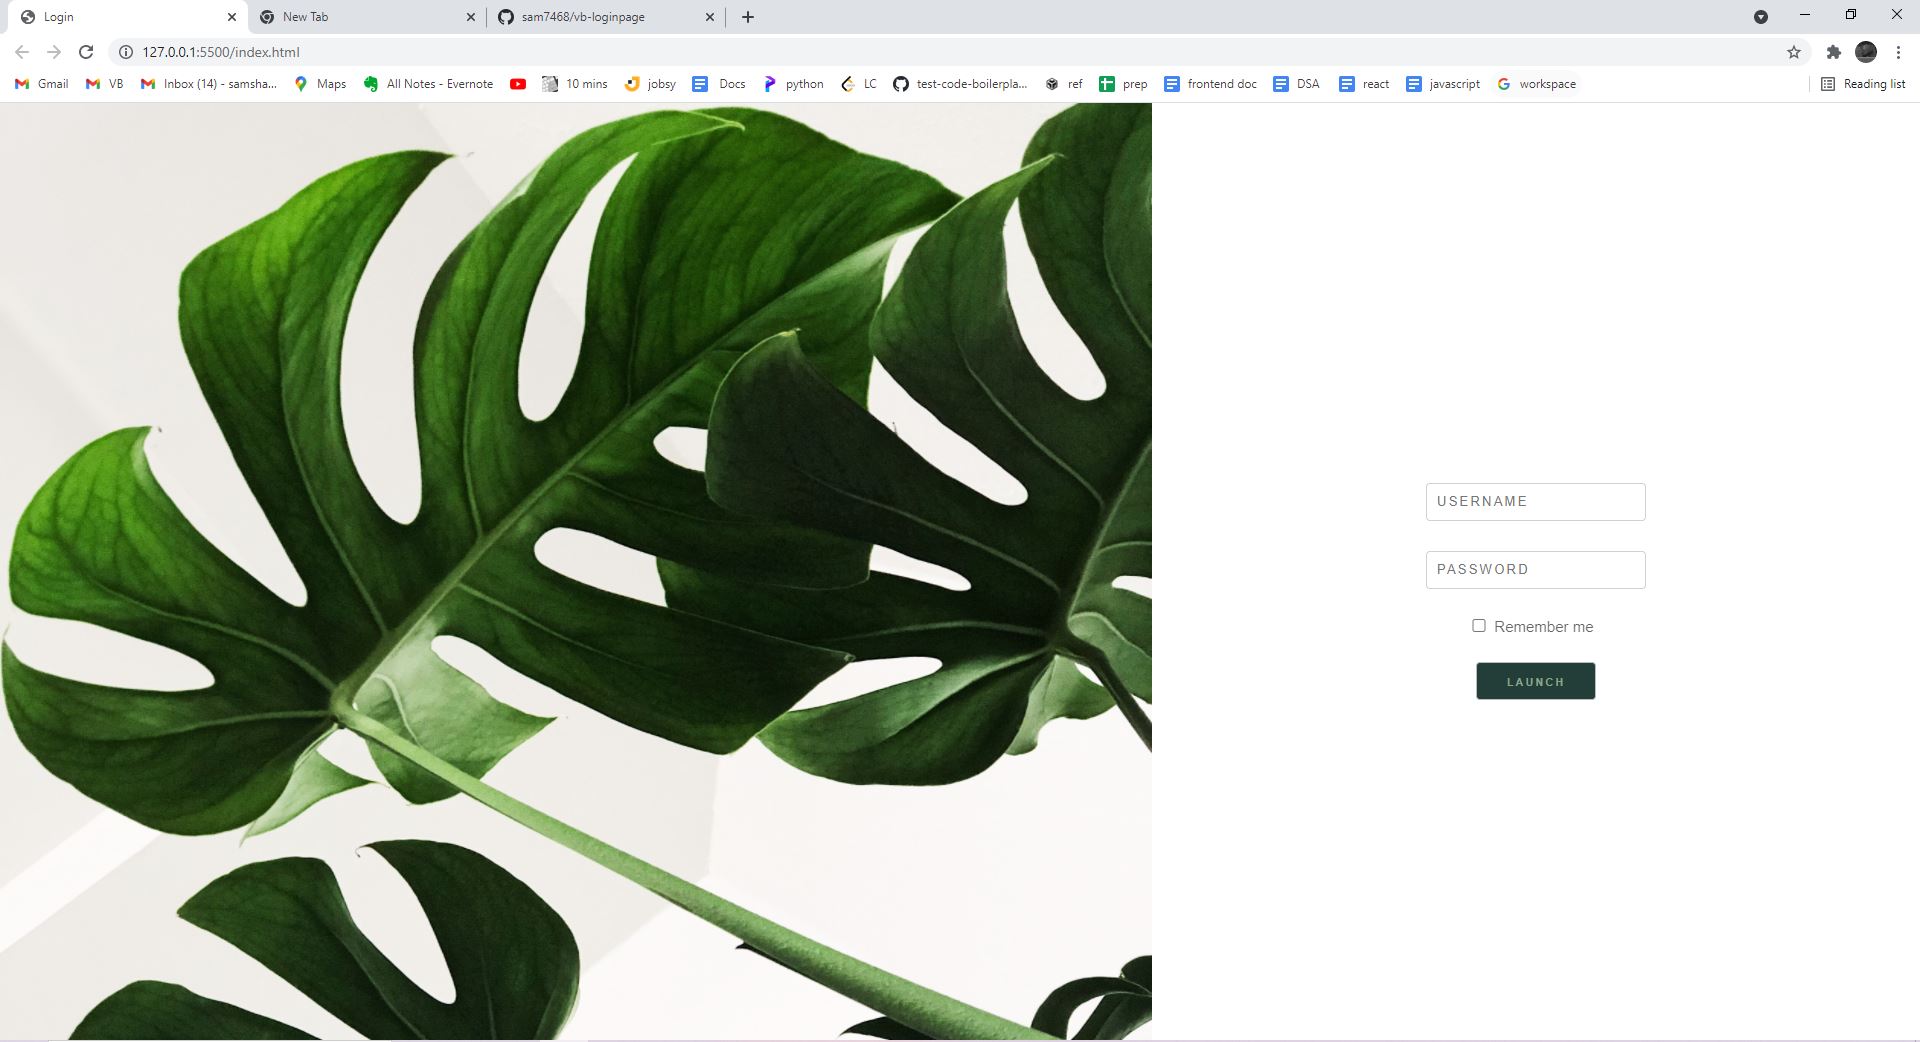 Login
New Tab
sam7468/vb-loginpage
127.0.0.1:5500/index.html
Gmail
VB
Inbox (14) - samsha...
Maps
All Notes - Evernote
10 mins
jobsy
Docs
python
LC
test-code-boilerpla...
ref
prep
frontend doc
DSA
react
javascript
workspace
Reading list
USERNAME
PASSWORD
Remember me
LAUNCH